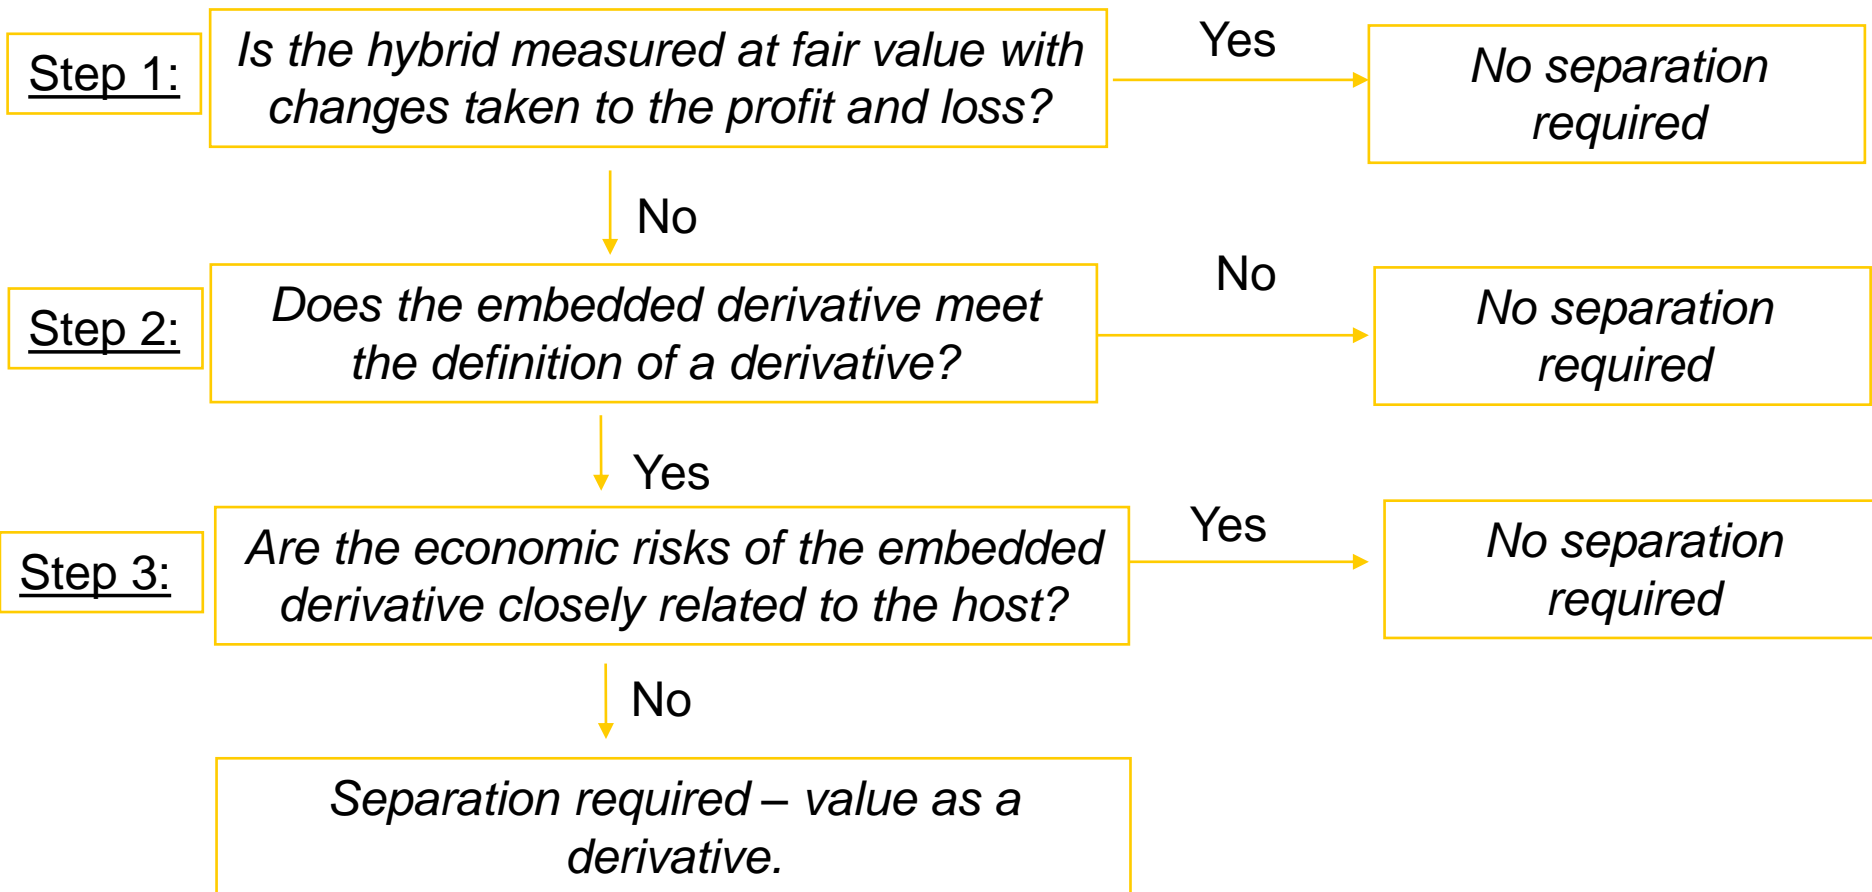 Step 1:
Is the hybrid measured at fair value with
changes taken to the profit and loss?
Yes
No separation
required
No
Step 2:
Does the embedded derivative meet
the definition of a derivative?
No
No separation
required
Yes
Step 3:
Are the economic risks of the embedded
derivative closely related to the host?
Yes
No separation
required
No
Separation required – value as a
derivative.